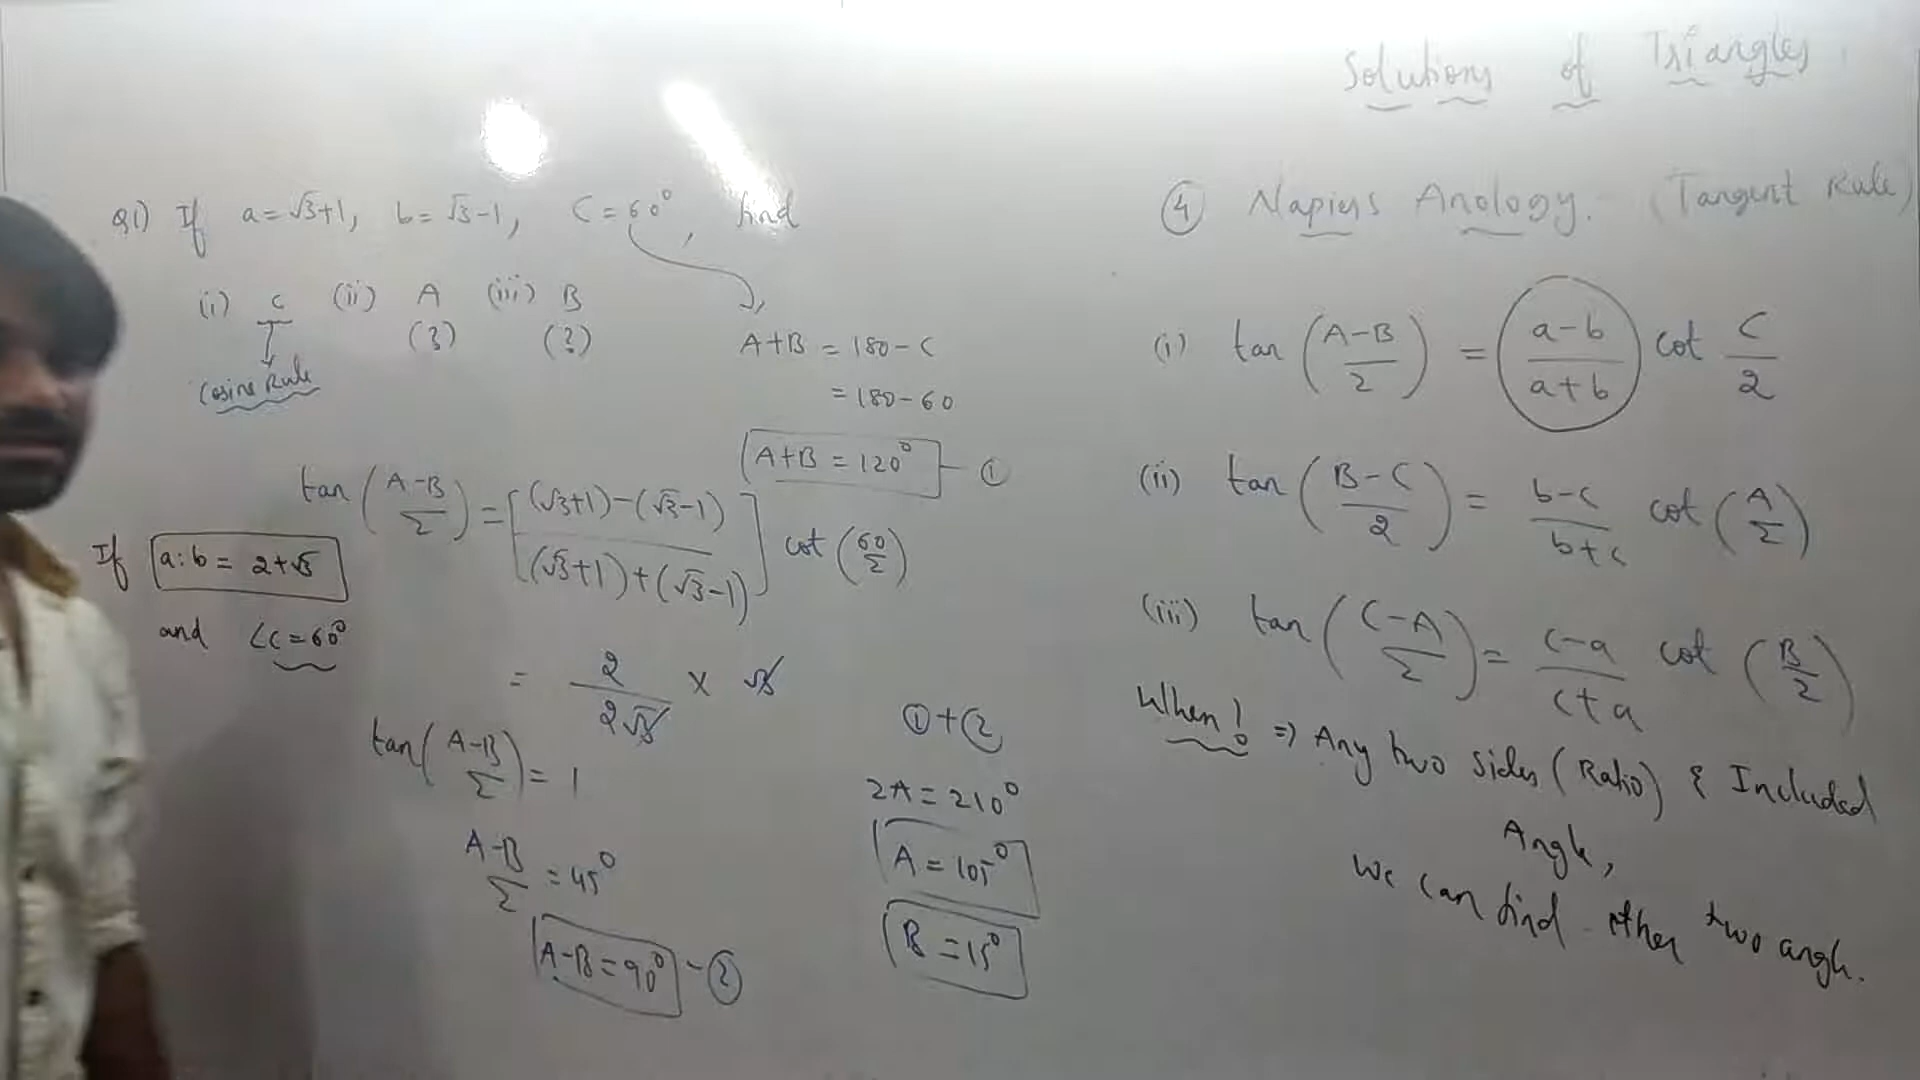 Solutions of Triangles
Q1) If a = √3+1, b = √3-1, C = 60°, find
(i) c (ii) A (iii) B
(?) (?)
Cosine Rule
A+B = 180 - C
= 180 - 60
A+B = 120° - ①
tan (A-B/2) = [(√3+1)-(√3-1) / (√3+1)+(√3-1)] cot (60/2)
If a:b = 2+√3
and ∠C = 60°
= 2/2√3 × √3
tan (A-B/2) = 1
A-B/2 = 45°
A-B = 90° - ②
①+②
2A = 210°
A = 105°
B = 15°
④ Napiers Anology. (Tangent Rule)
(i) tan (A-B/2) = a-b/a+b cot C/2
(ii) tan (B-C/2) = b-c/b+c cot (A/2)
(iii) tan (C-A/2) = c-a/c+a cot (B/2)
When! ⇒ Any two sides (Ratio) & Included
Angle,
we can find other two angle.